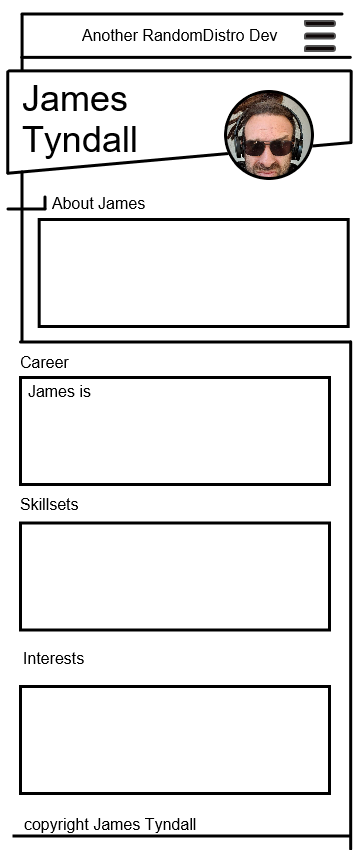 Another RandomDistro Dev
James
Tyndall
About James
Career
James is
Skillsets
Interests
copyright James Tyndall